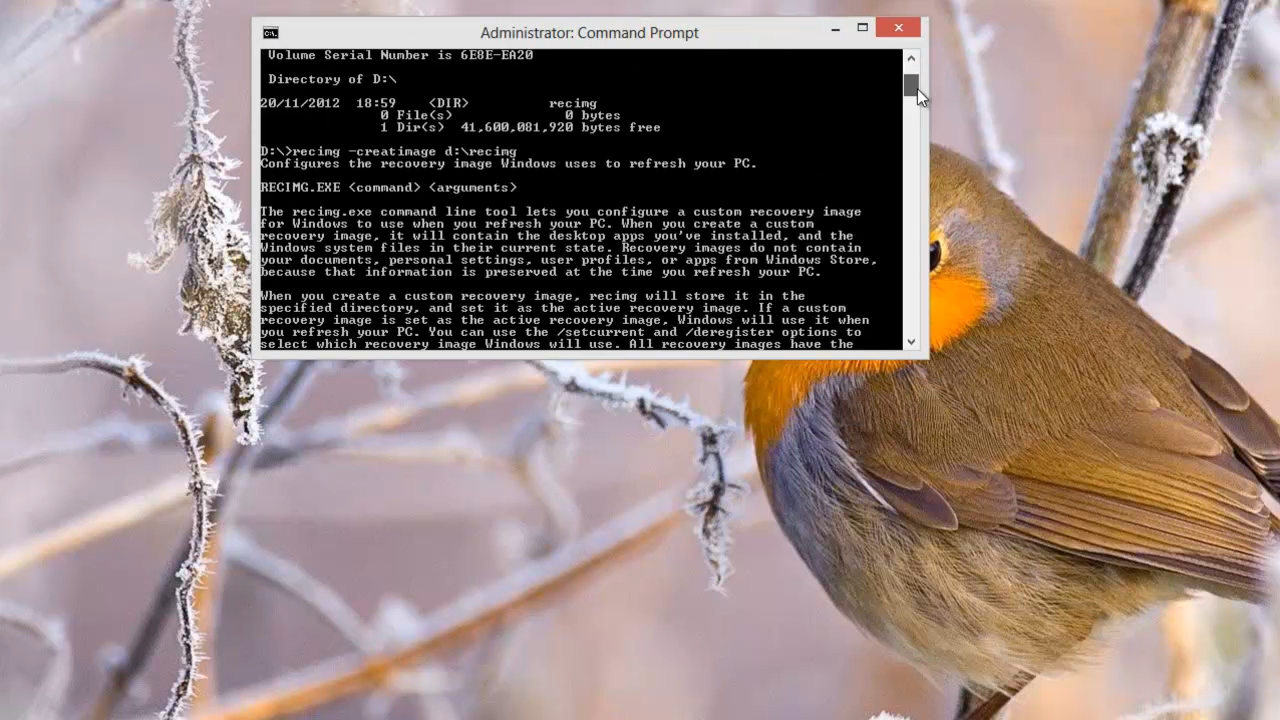 Administrator: Command Prompt
Volume Serial Number is 6E8E-EA20
Directory of D:\
20/11/2012  18:59    <DIR>          recimg
0 File(s)              0 bytes
1 Dir(s)  41,600,081,920 bytes free
D:\>recimg -creatimage d:\recimg
Configures the recovery image Windows uses to refresh your PC.
RECIMG.EXE <command> <arguments>
The recimg.exe command line tool lets you configure a custom recovery image
for Windows to use when you refresh your PC. When you create a custom
recovery image, it will contain the desktop apps you've installed, and the
Windows system files in their current state. Recovery images do not contain
your documents, personal settings, user profiles, or apps from Windows Store,
because that information is preserved at the time you refresh your PC.
When you create a custom recovery image, recimg will store it in the
specified directory, and set it as the active recovery image. If a custom
recovery image is set as the active recovery image, Windows will use it when
you refresh your PC. You can use the /setcurrent and /deregister options to
select which recovery image Windows will use. All recovery images have the